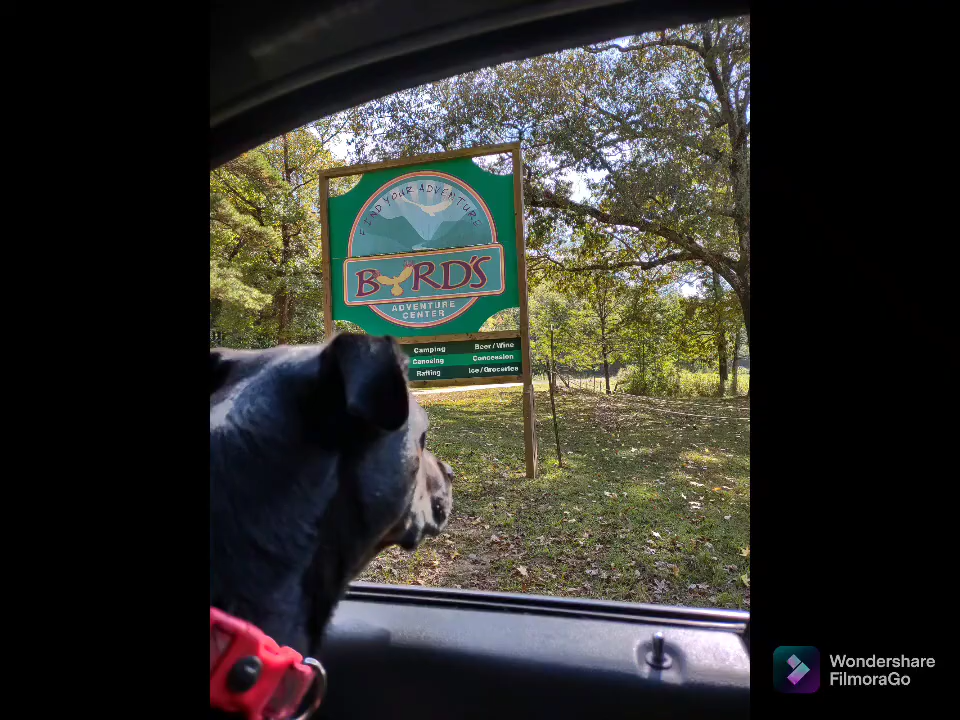 FIND YOUR ADVENTURE
BYRD'S
ADVENTURE
CENTER
Camping Beer/Wine
Canoeing Concession
Rafting Ice/Groceries
Wondershare
FilmoraGo